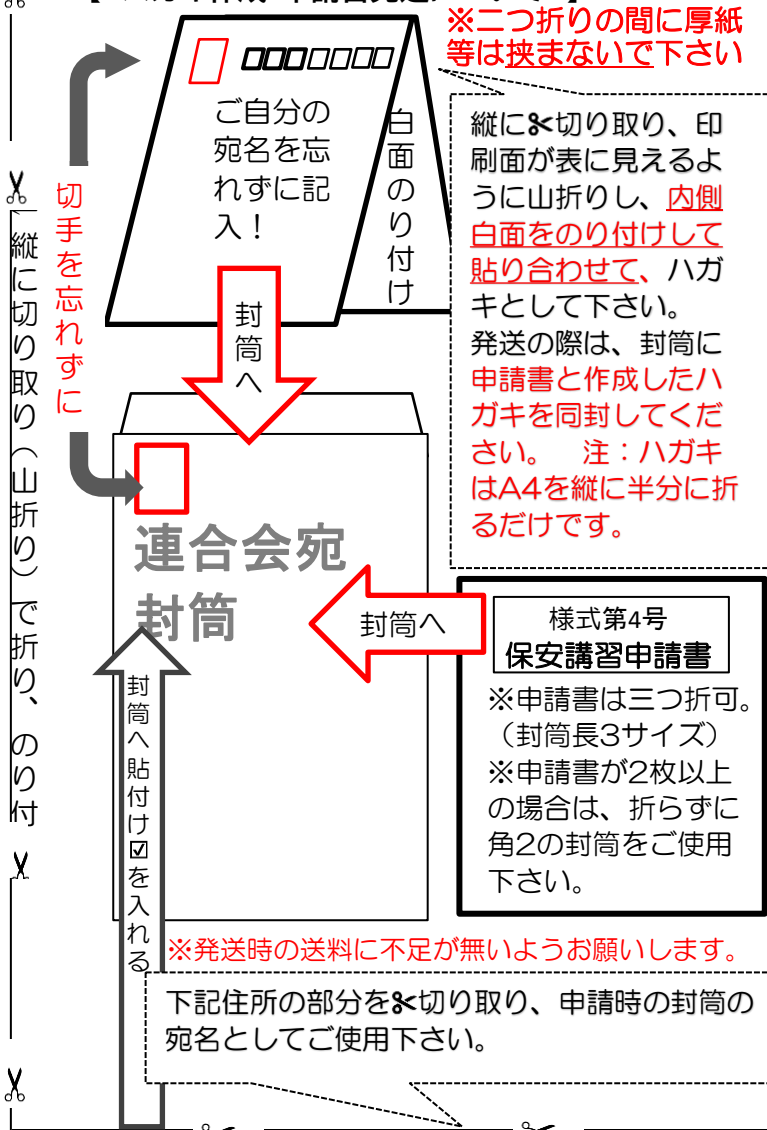 ※二つ折りの間に厚紙
等は挟まないで下さい
ご自分の
宛名を忘
れずに記
入！
白面のり付け
切手を忘れずに
縦に切り取り（山折り）で折り、のり付
縦に✂切り取り、印
刷面が表に見えるよ
うに山折りし、内側
白面をのり付けして
貼り合わせて、ハガ
キとして下さい。
発送の際は、封筒に
申請書と作成したハ
ガキを同封してくだ
さい。　注：ハガキ
はA4を縦に半分に折
るだけです。
封筒へ
連合会宛
封筒
封筒へ
様式第4号
保安講習申請書
※申請書は三つ折可。
（封筒長3サイズ）
※申請書が2枚以上
の場合は、折らずに
角2の封筒をご使用
下さい。
封筒へ貼付け☑を入れる
※発送時の送料に不足が無いようお願いします。
下記住所の部分を✂切り取り、申請時の封筒の
宛名としてご使用下さい。